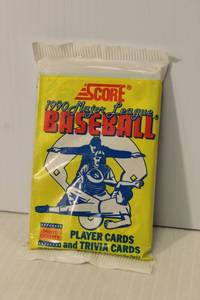 SCORE®
1990 Major League®
BASEBALL
PLAYER CARDS
and TRIVIA CARDS